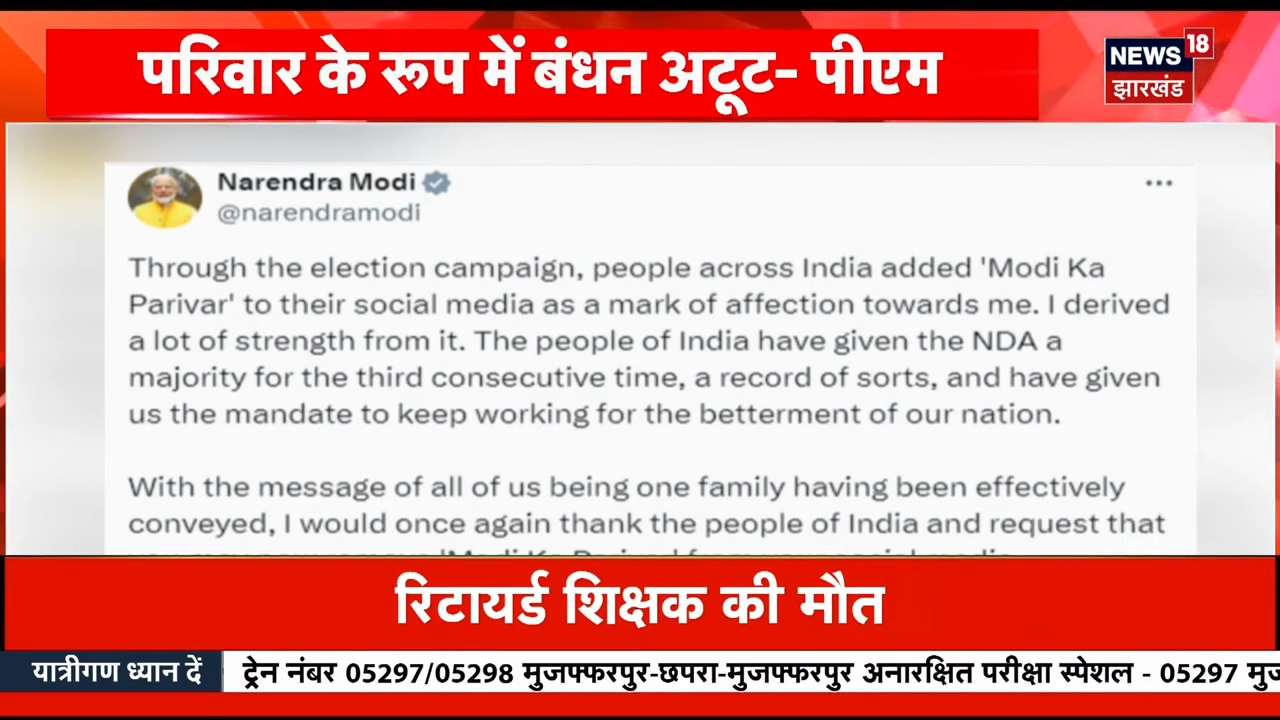 परिवार के रूप में बंधन अटूट- पीएम
NEWS 18
झारखंड
Narendra Modi
@narendramodi
Through the election campaign, people across India added 'Modi Ka
Parivar' to their social media as a mark of affection towards me. I derived
a lot of strength from it. The people of India have given the NDA a
majority for the third consecutive time, a record of sorts, and have given
us the mandate to keep working for the betterment of our nation.
With the message of all of us being one family having been effectively
conveyed, I would once again thank the people of India and request that
रिटायर्ड शिक्षक की मौत
यात्रीगण ध्यान दें
ट्रेन नंबर 05297/05298 मुजफ्फरपुर-छपरा-मुजफ्फरपुर अनारक्षित परीक्षा स्पेशल - 05297